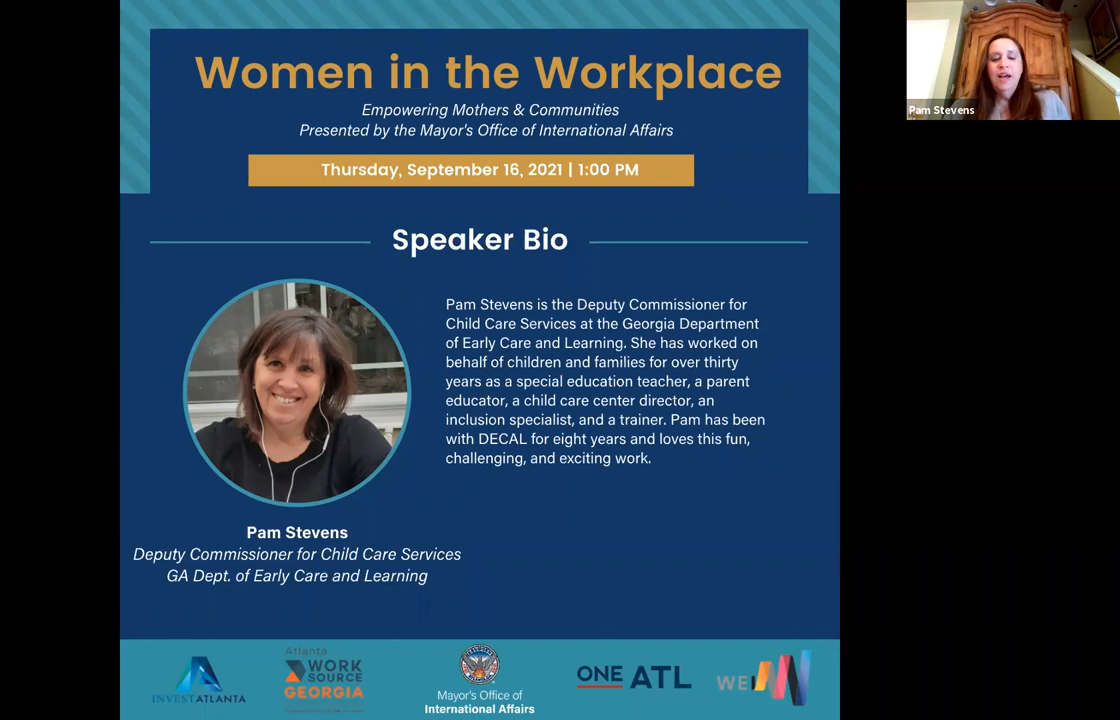 Women in the Workplace
Empowering Mothers & Communities
Presented by the Mayor's Office of International Affairs
Thursday, September 16, 2021 | 1:00 PM
Speaker Bio
Pam Stevens is the Deputy Commissioner for
Child Care Services at the Georgia Department
of Early Care and Learning. She has worked on
behalf of children and families for over thirty
years as a special education teacher, a parent
educator, a child care center director, an
inclusion specialist, and a trainer. Pam has been
with DECAL for eight years and loves this fun,
challenging, and exciting work.
Pam Stevens
Deputy Commissioner for Child Care Services
GA Dept. of Early Care and Learning
INVEST ATLANTA
Atlanta
WORK
SOURCE
GEORGIA
Mayor's Office of
International Affairs
ONE ATL
WEI
Pam Stevens